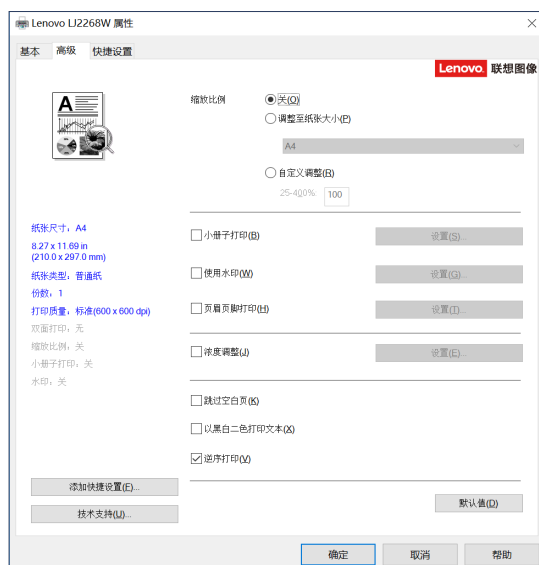 Lenovo LJ2268W 属性
基本 高级 快捷设置
Lenovo. 联想图像
A
缩放比例 关(O)
调整至纸张大小(P)
A4
自定义调整(R)
25-400% 100
纸张尺寸：A4
8.27 x 11.69 in
(210.0 x 297.0 mm)
纸张类型：普通纸
份数：1
打印质量：标准(600 x 600 dpi)
双面打印：无
缩放比例：关
小册子打印：关
水印：关
小册子打印(B) 设置(S)...
使用水印(W) 设置(G)...
页眉页脚打印(H) 设置(T)...
浓度调整(J) 设置(E)...
跳过空白页(K)
以黑白二色打印文本(X)
逆序打印(V)
添加快捷设置(F)...
技术支持(U)...
默认值(D)
确定 取消 帮助